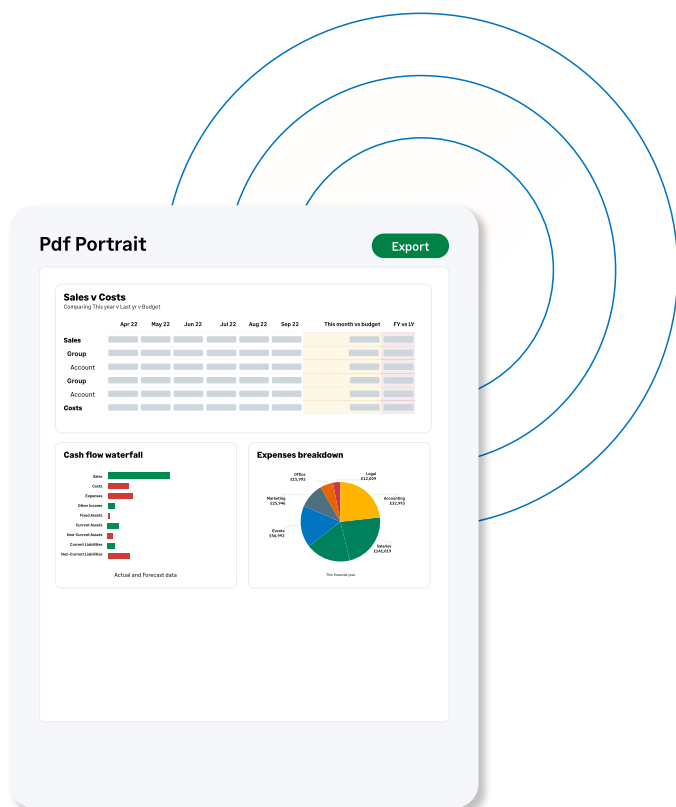 Pdf Portrait
Export
Sales v Costs
Comparing This year v Last yr v Budget
Apr 22 May 22 Jun 22 Jul 22 Aug 22 Sep 22 This month vs budget FY vs LY
Sales
Group
Account
Group
Account
Costs
Cash flow waterfall
Sales
Costs
Expenses
Other Income
Fixed Assets
Current Assets
Non-Current Assets
Current Liabilities
Non-Current Liabilities
Actual and Forecast data
Expenses breakdown
Office
£15,992
Legal
£12,609
Marketing
£25,946
Accounting
£32,993
Events
£36,992
Salaries
£141,019
This financial year